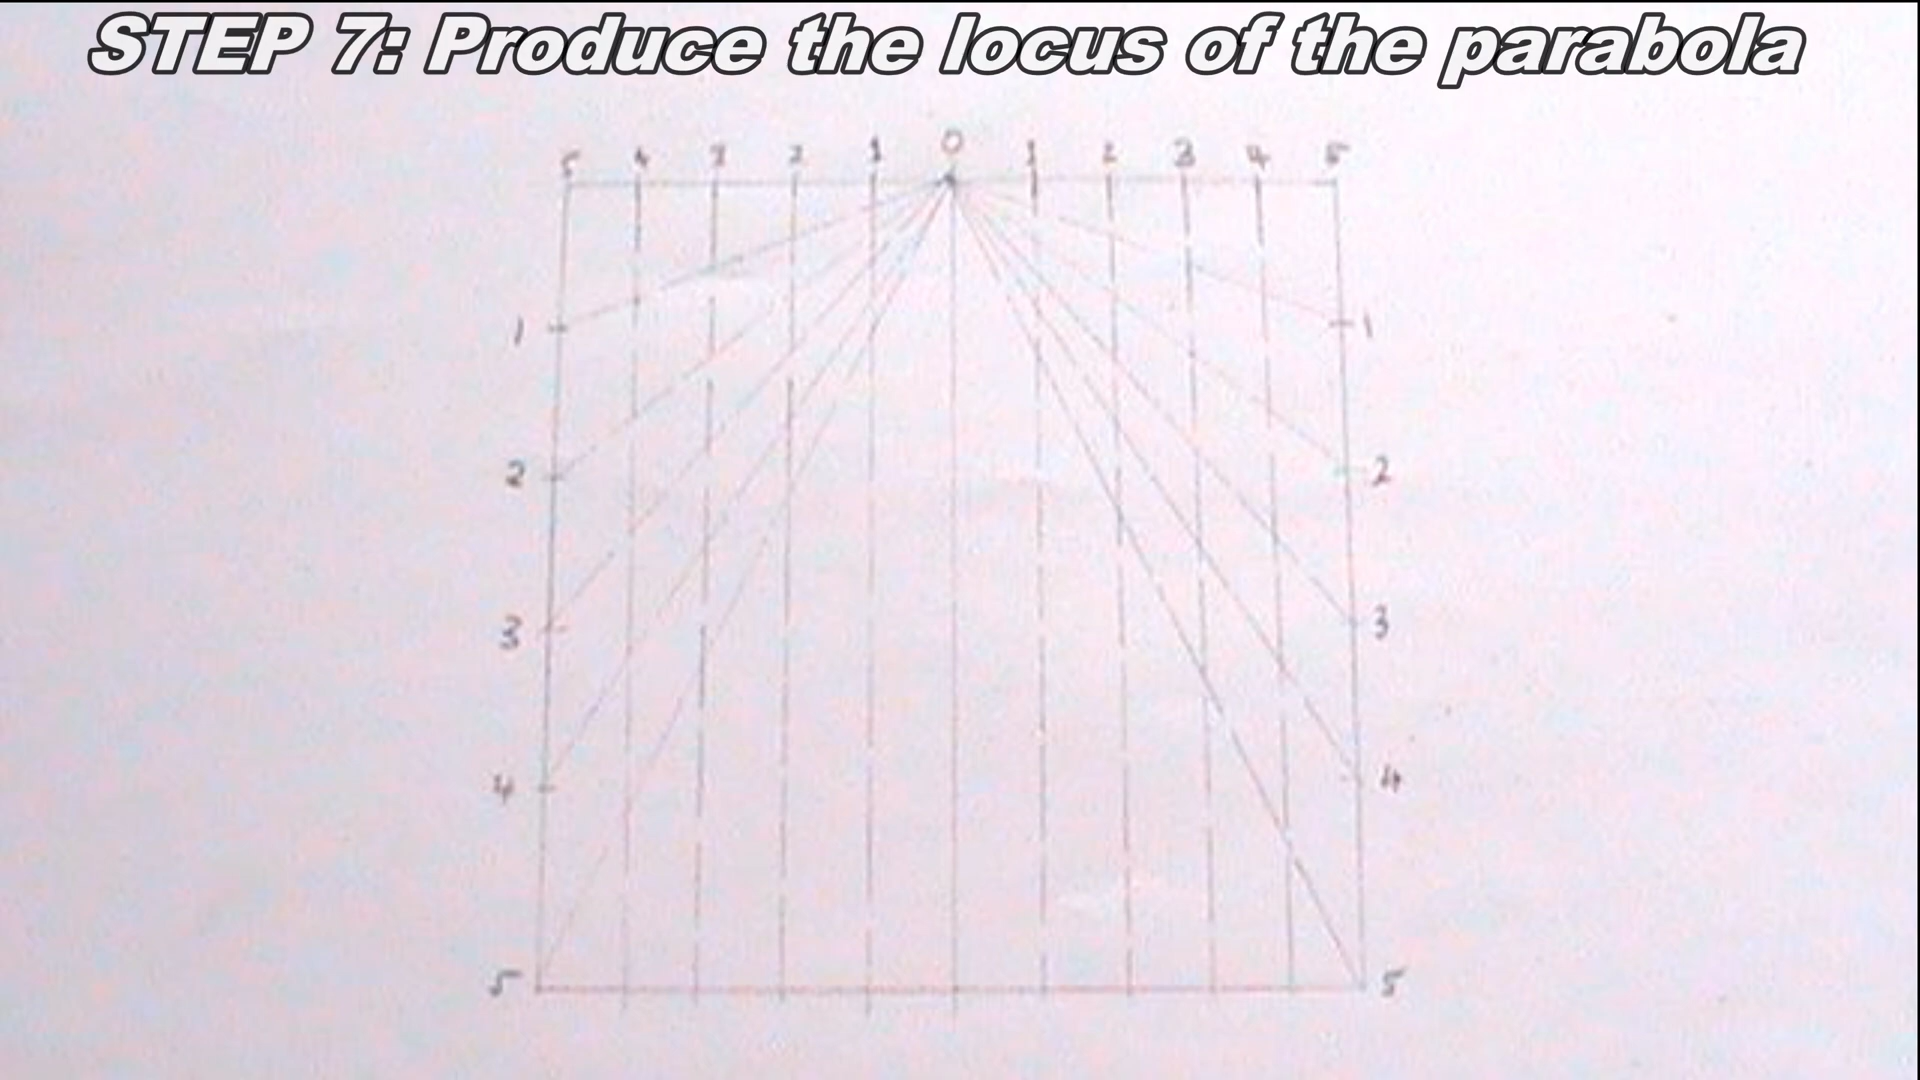 STEP 7: Produce the locus of the parabola
5 4 3 2 1 0 1 2 3 4 5
1 1
2 2
3 3
4 4
5 5